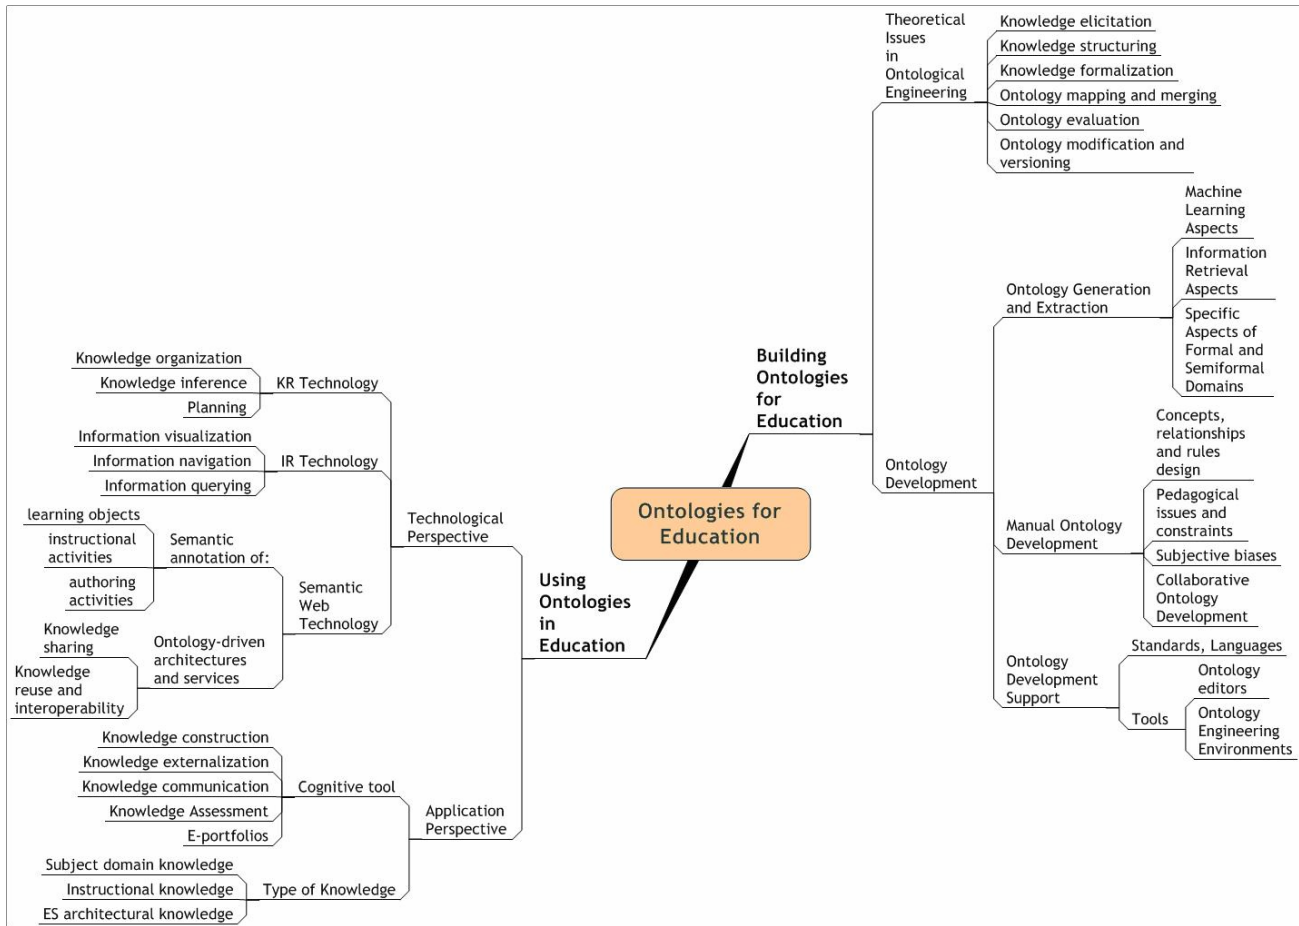 Theoretical
Issues
in
Ontological
Engineering
Knowledge elicitation
Knowledge structuring
Knowledge formalization
Ontology mapping and merging
Ontology evaluation
Ontology modification and
versioning
Building
Ontologies
for
Education
Ontology
Development
Ontology Generation
and Extraction
Machine
Learning
Aspects
Information
Retrieval
Aspects
Specific
Aspects of
Formal and
Semiformal
Domains
Manual Ontology
Development
Concepts,
relationships
and rules
design
Pedagogical
issues and
constraints
Subjective biases
Collaborative
Ontology
Development
Ontology
Development
Support
Standards, Languages
Tools
Ontology
editors
Ontology
Engineering
Environments
Ontologies for
Education
Using
Ontologies
in
Education
Technological
Perspective
KR Technology
Knowledge organization
Knowledge inference
Planning
IR Technology
Information visualization
Information navigation
Information querying
Semantic
Web
Technology
Semantic
annotation of:
learning objects
instructional
activities
authoring
activities
Ontology-driven
architectures
and services
Knowledge
sharing
Knowledge
reuse and
interoperability
Application
Perspective
Cognitive tool
Knowledge construction
Knowledge externalization
Knowledge communication
Knowledge Assessment
E-portfolios
Type of Knowledge
Subject domain knowledge
Instructional knowledge
ES architectural knowledge